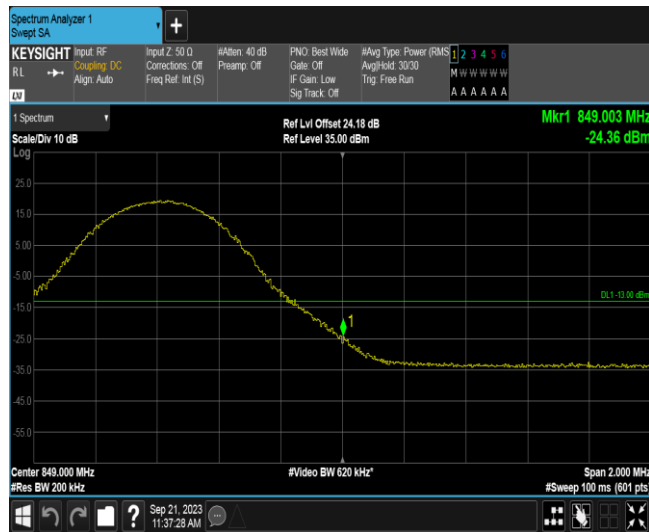 Spectrum Analyzer 1
Swept SA
+
KEYSIGHT
RL
LXI
Input: RF
Coupling: DC
Align: Auto
Input Z: 50 Ω
Corrections: Off
Freq Ref: Int (S)
#Atten: 40 dB
Preamp: Off
PNO: Best Wide
Gate: Off
IF Gain: Low
Sig Track: Off
#Avg Type: Power (RMS
Avg|Hold: 30/30
Trig: Free Run
1 2 3 4 5 6
M W W W W W
A A A A A A
1 Spectrum
Scale/Div 10 dB
Log
Ref Lvl Offset 24.18 dB
Ref Level 35.00 dBm
Mkr1 849.003 MHz
-24.36 dBm
25.0
15.0
5.00
-5.00
DL1 -13.00 dBm
-15.0
1
-25.0
-35.0
-45.0
-55.0
Center 849.000 MHz
#Res BW 200 kHz
#Video BW 620 kHz*
Span 2.000 MHz
#Sweep 100 ms (601 pts)
?
Sep 21, 2023
11:37:28 AM